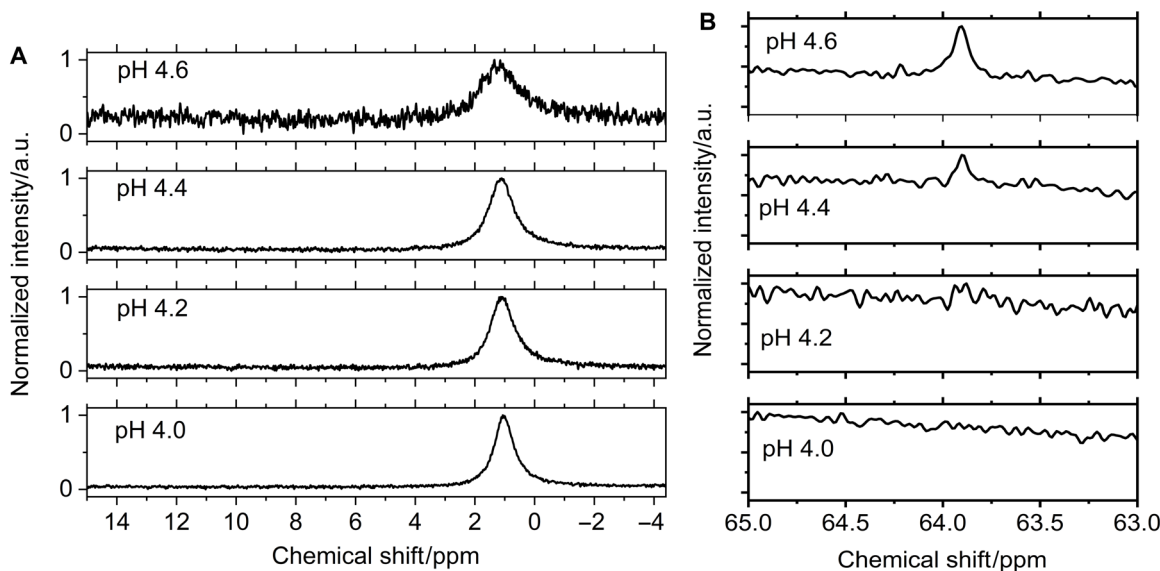 A
pH 4.6
1
0
pH 4.4
1
0
pH 4.2
1
0
pH 4.0
1
0
14 12 10 8 6 4 2 0 −2 −4
Chemical shift/ppm
Normalized intensity/a.u.
B
pH 4.6
pH 4.4
pH 4.2
pH 4.0
65.0 64.5 64.0 63.5 63.0
Chemical shift/ppm
Normalized intensity/a.u.